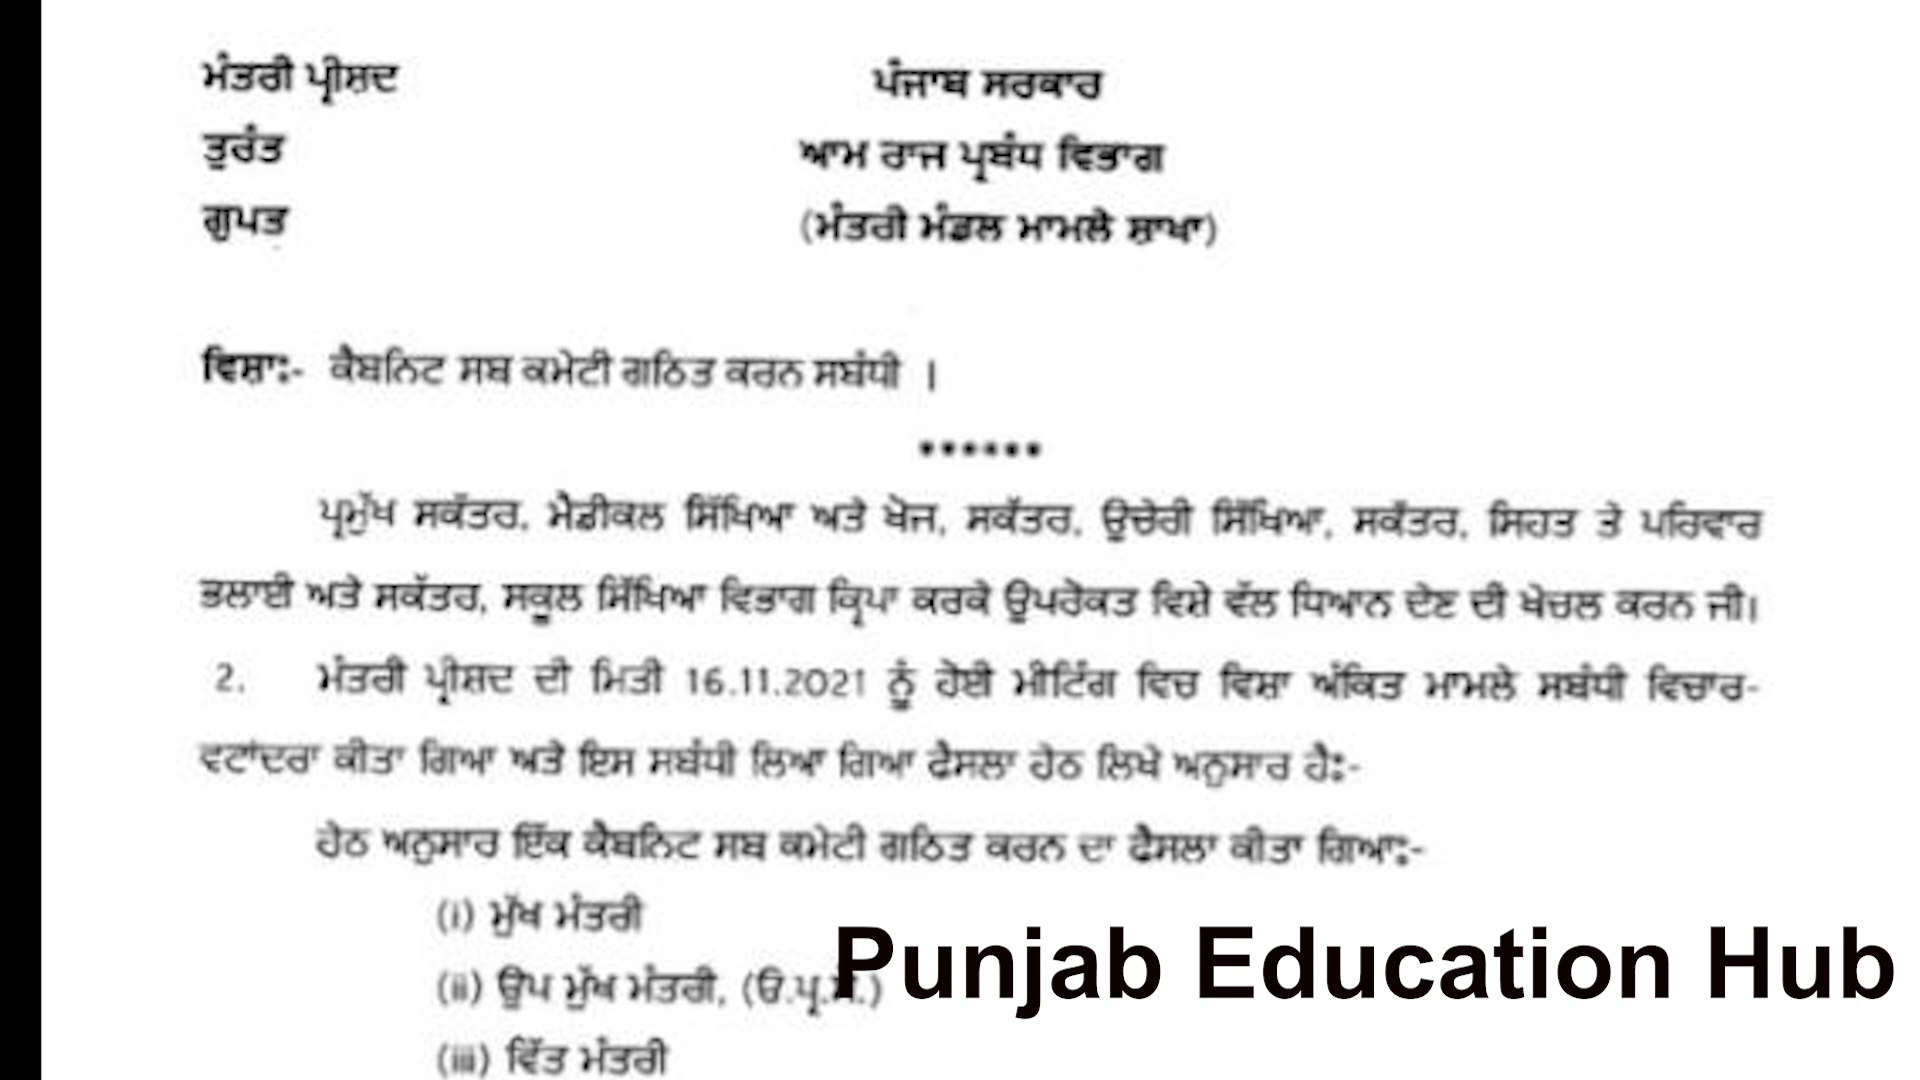 ਮੰਤਰੀ ਪ੍ਰੀਸ਼ਦ
ਪੰਜਾਬ ਸਰਕਾਰ
ਤੁਰੰਤ
ਆਮ ਰਾਜ ਪ੍ਰਬੰਧ ਵਿਭਾਗ
ਗੁਪਤ
(ਮੰਤਰੀ ਮੰਡਲ ਮਾਮਲੇ ਸ਼ਾਖਾ)
ਵਿਸ਼ਾ:- ਕੈਬਨਿਟ ਸਬ ਕਮੇਟੀ ਗਠਿਤ ਕਰਨ ਸਬੰਧੀ ।
••••••
ਪ੍ਰਮੁੱਖ ਸਕੱਤਰ, ਮੈਡੀਕਲ ਸਿੱਖਿਆ ਅਤੇ ਖੋਜ, ਸਕੱਤਰ, ਉਚੇਰੀ ਸਿੱਖਿਆ, ਸਕੱਤਰ, ਸਿਹਤ ਤੇ ਪਰਿਵਾਰ
ਭਲਾਈ ਅਤੇ ਸਕੱਤਰ, ਸਕੂਲ ਸਿੱਖਿਆ ਵਿਭਾਗ ਕ੍ਰਿਪਾ ਕਰਕੇ ਉਪਰੋਕਤ ਵਿਸ਼ੇ ਵੱਲ ਧਿਆਨ ਦੇਣ ਦੀ ਖੇਚਲ ਕਰਨ ਜੀ।
2. ਮੰਤਰੀ ਪ੍ਰੀਸ਼ਦ ਦੀ ਮਿਤੀ 16.11.2021 ਨੂੰ ਹੋਈ ਮੀਟਿੰਗ ਵਿਚ ਵਿਸ਼ਾ ਅੰਕਿਤ ਮਾਮਲੇ ਸਬੰਧੀ ਵਿਚਾਰ-
ਵਟਾਂਦਰਾ ਕੀਤਾ ਗਿਆ ਅਤੇ ਇਸ ਸਬੰਧੀ ਲਿਆ ਗਿਆ ਫੈਸਲਾ ਹੇਠ ਲਿਖੇ ਅਨੁਸਾਰ ਹੈ:-
ਹੇਠ ਅਨੁਸਾਰ ਇੱਕ ਕੈਬਨਿਟ ਸਬ ਕਮੇਟੀ ਗਠਿਤ ਕਰਨ ਦਾ ਫੈਸਲਾ ਕੀਤਾ ਗਿਆ:-
(i) ਮੁੱਖ ਮੰਤਰੀ
(ii) ਉਪ ਮੁੱਖ ਮੰਤਰੀ,
(iii) ਵਿੱਤ ਮੰਤਰੀ
Punjab Education Hub